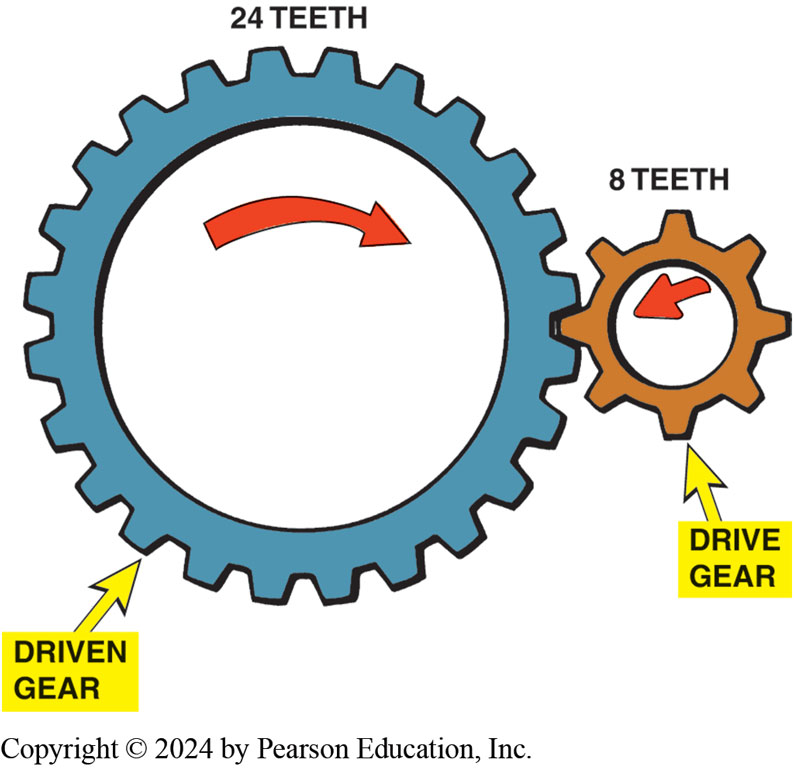 24 TEETH
8 TEETH
DRIVE
GEAR
DRIVEN
GEAR
Copyright © 2024 by Pearson Education, Inc.